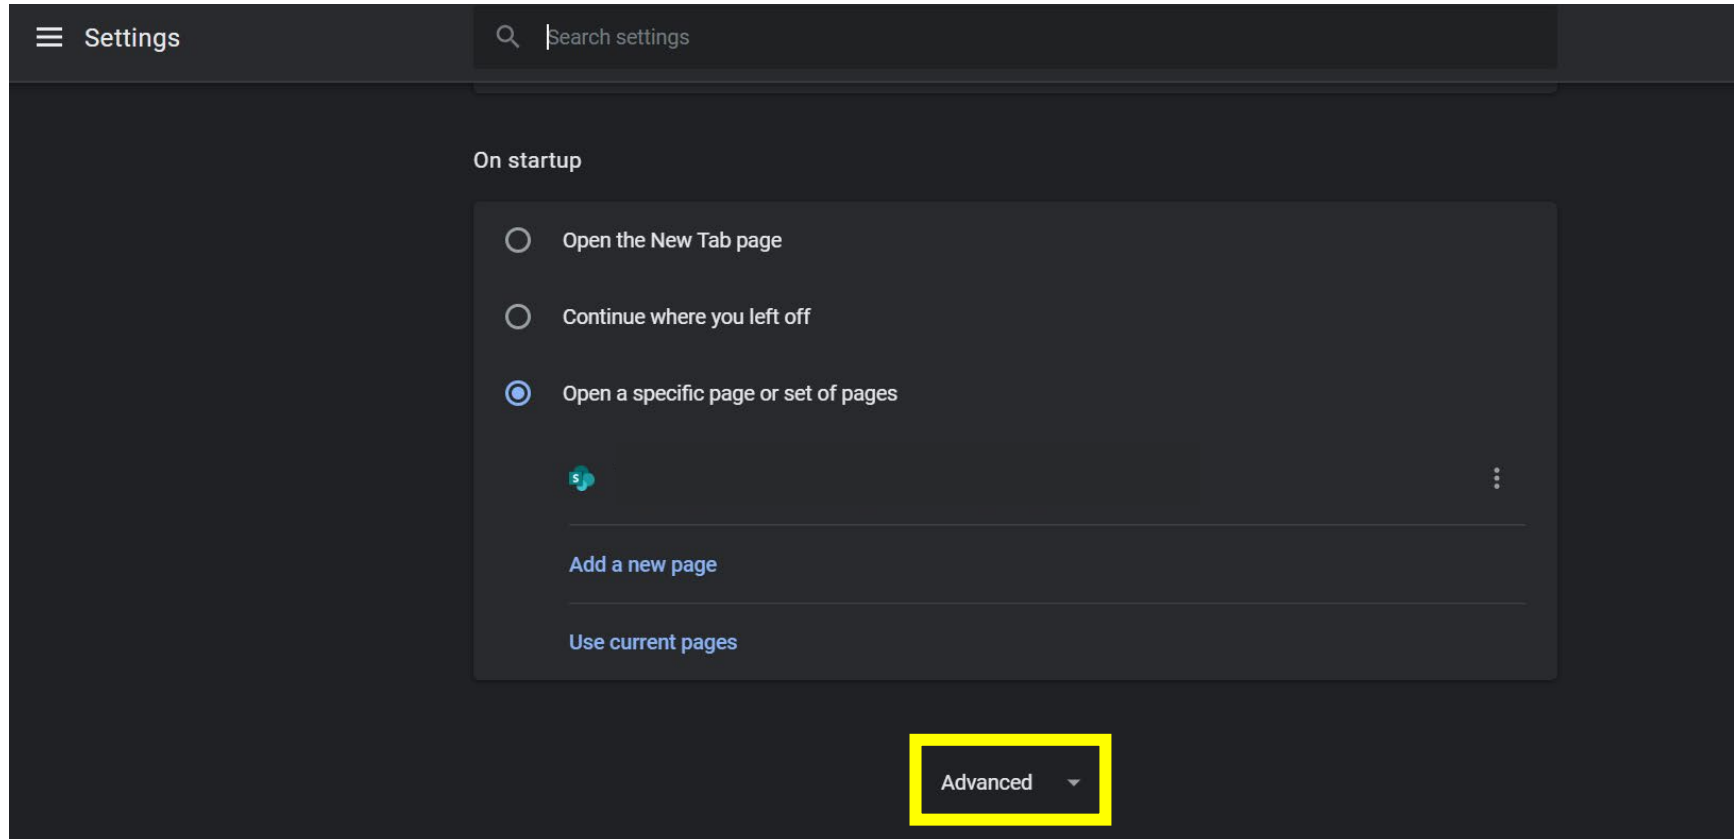 Settings
Search settings
On startup
Open the New Tab page
Continue where you left off
Open a specific page or set of pages
S
Add a new page
Use current pages
Advanced